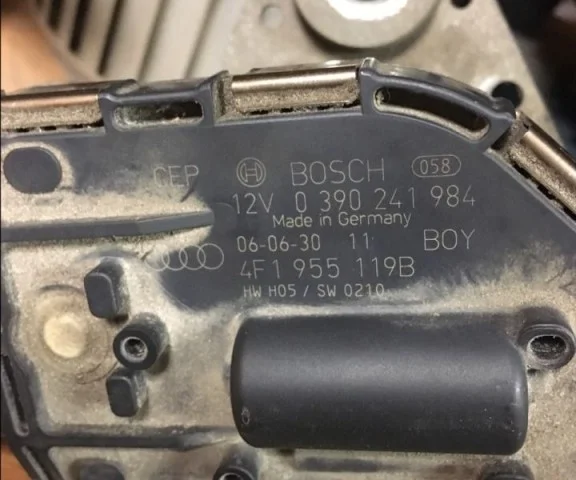 CEP BOSCH 058
12V 0 390 241 984
Made in Germany
06-06-30 11 BOY
4F1 955 119B
HW H05 / SW 0210